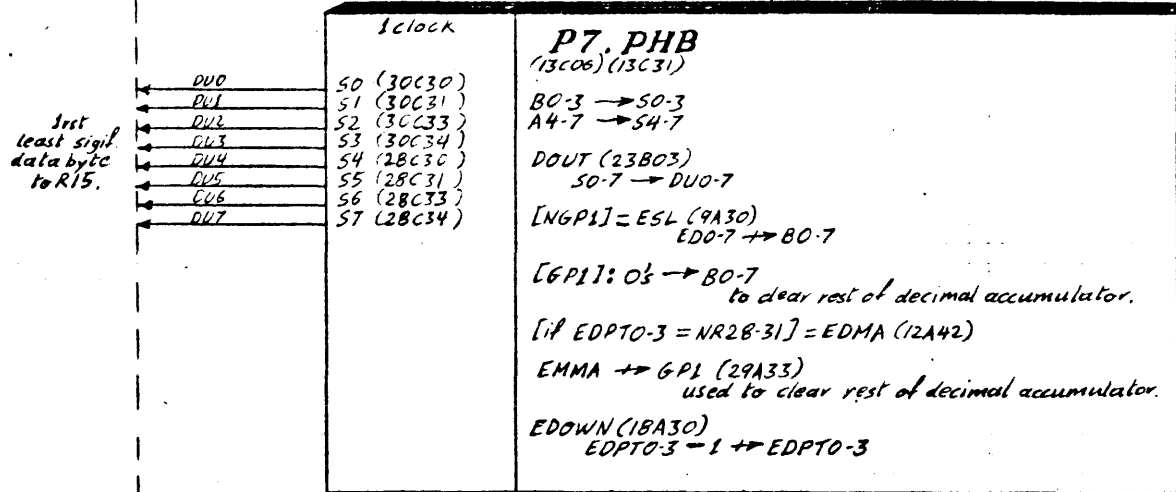 1clock
P7.PHB
(13C06)(13C31)
DU0 S0 (30C30)
DU1 S1 (30C31)
DU2 S2 (30C33)
DU3 S3 (30C34)
DU4 S4 (28C30)
DU5 S5 (28C31)
DU6 S6 (28C33)
DU7 S7 (28C34)
1rst
least sigif.
data byte
to R15.
B0-3 → S0-3
A4-7 → S4-7
DOUT (23B03)
S0-7 → DU0-7
[NGP1] = ESL (9A30)
ED0-7 ↦ B0-7
[GP1]: 0's → B0-7
to clear rest of decimal accumulator.
[if EDPT0-3 = NR28-31] = EDMA (12A42)
EMMA ↦ GP1 (29A33)
used to clear rest of decimal accumulator.
EDOWN (18A30)
EDPT0-3 - 1 ↦ EDPT0-3